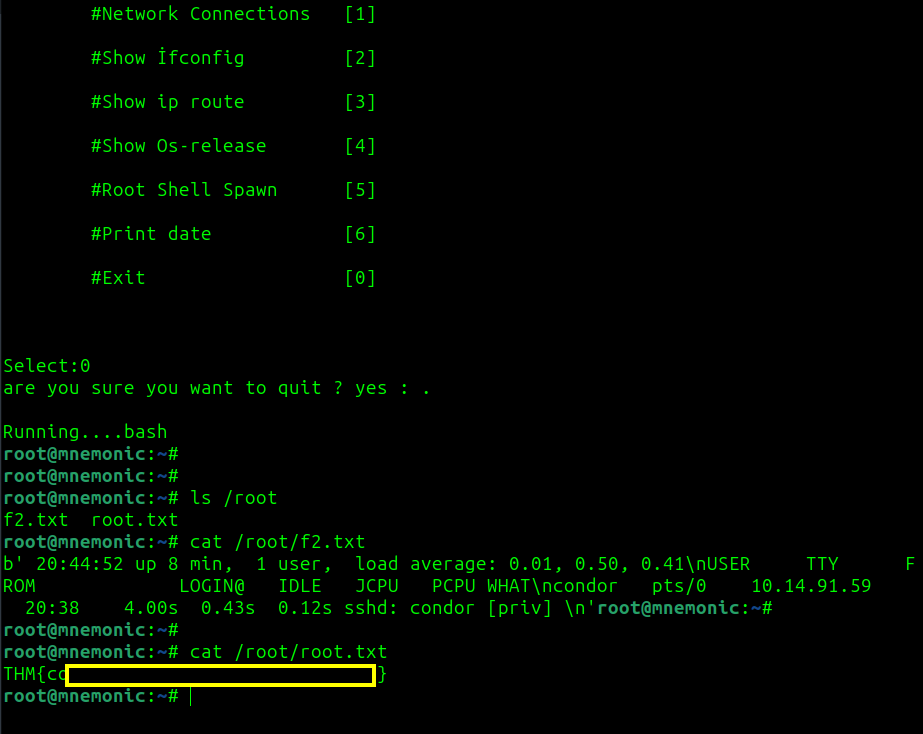 #Network Connections [1]
#Show İfconfig [2]
#Show ip route [3]
#Show Os-release [4]
#Root Shell Spawn [5]
#Print date [6]
#Exit [0]
Select:0
are you sure you want to quit ? yes : .
Running....bash
root@mnemonic:~#
root@mnemonic:~#
root@mnemonic:~# ls /root
f2.txt root.txt
root@mnemonic:~# cat /root/f2.txt
b' 20:44:52 up 8 min, 1 user, load average: 0.01, 0.50, 0.41\nUSER TTY F
ROM LOGIN@ IDLE JCPU PCPU WHAT\ncondor pts/0 10.14.91.59
20:38 4.00s 0.43s 0.12s sshd: condor [priv] \n'root@mnemonic:~#
root@mnemonic:~#
root@mnemonic:~# cat /root/root.txt
THM{c }
root@mnemonic:~#